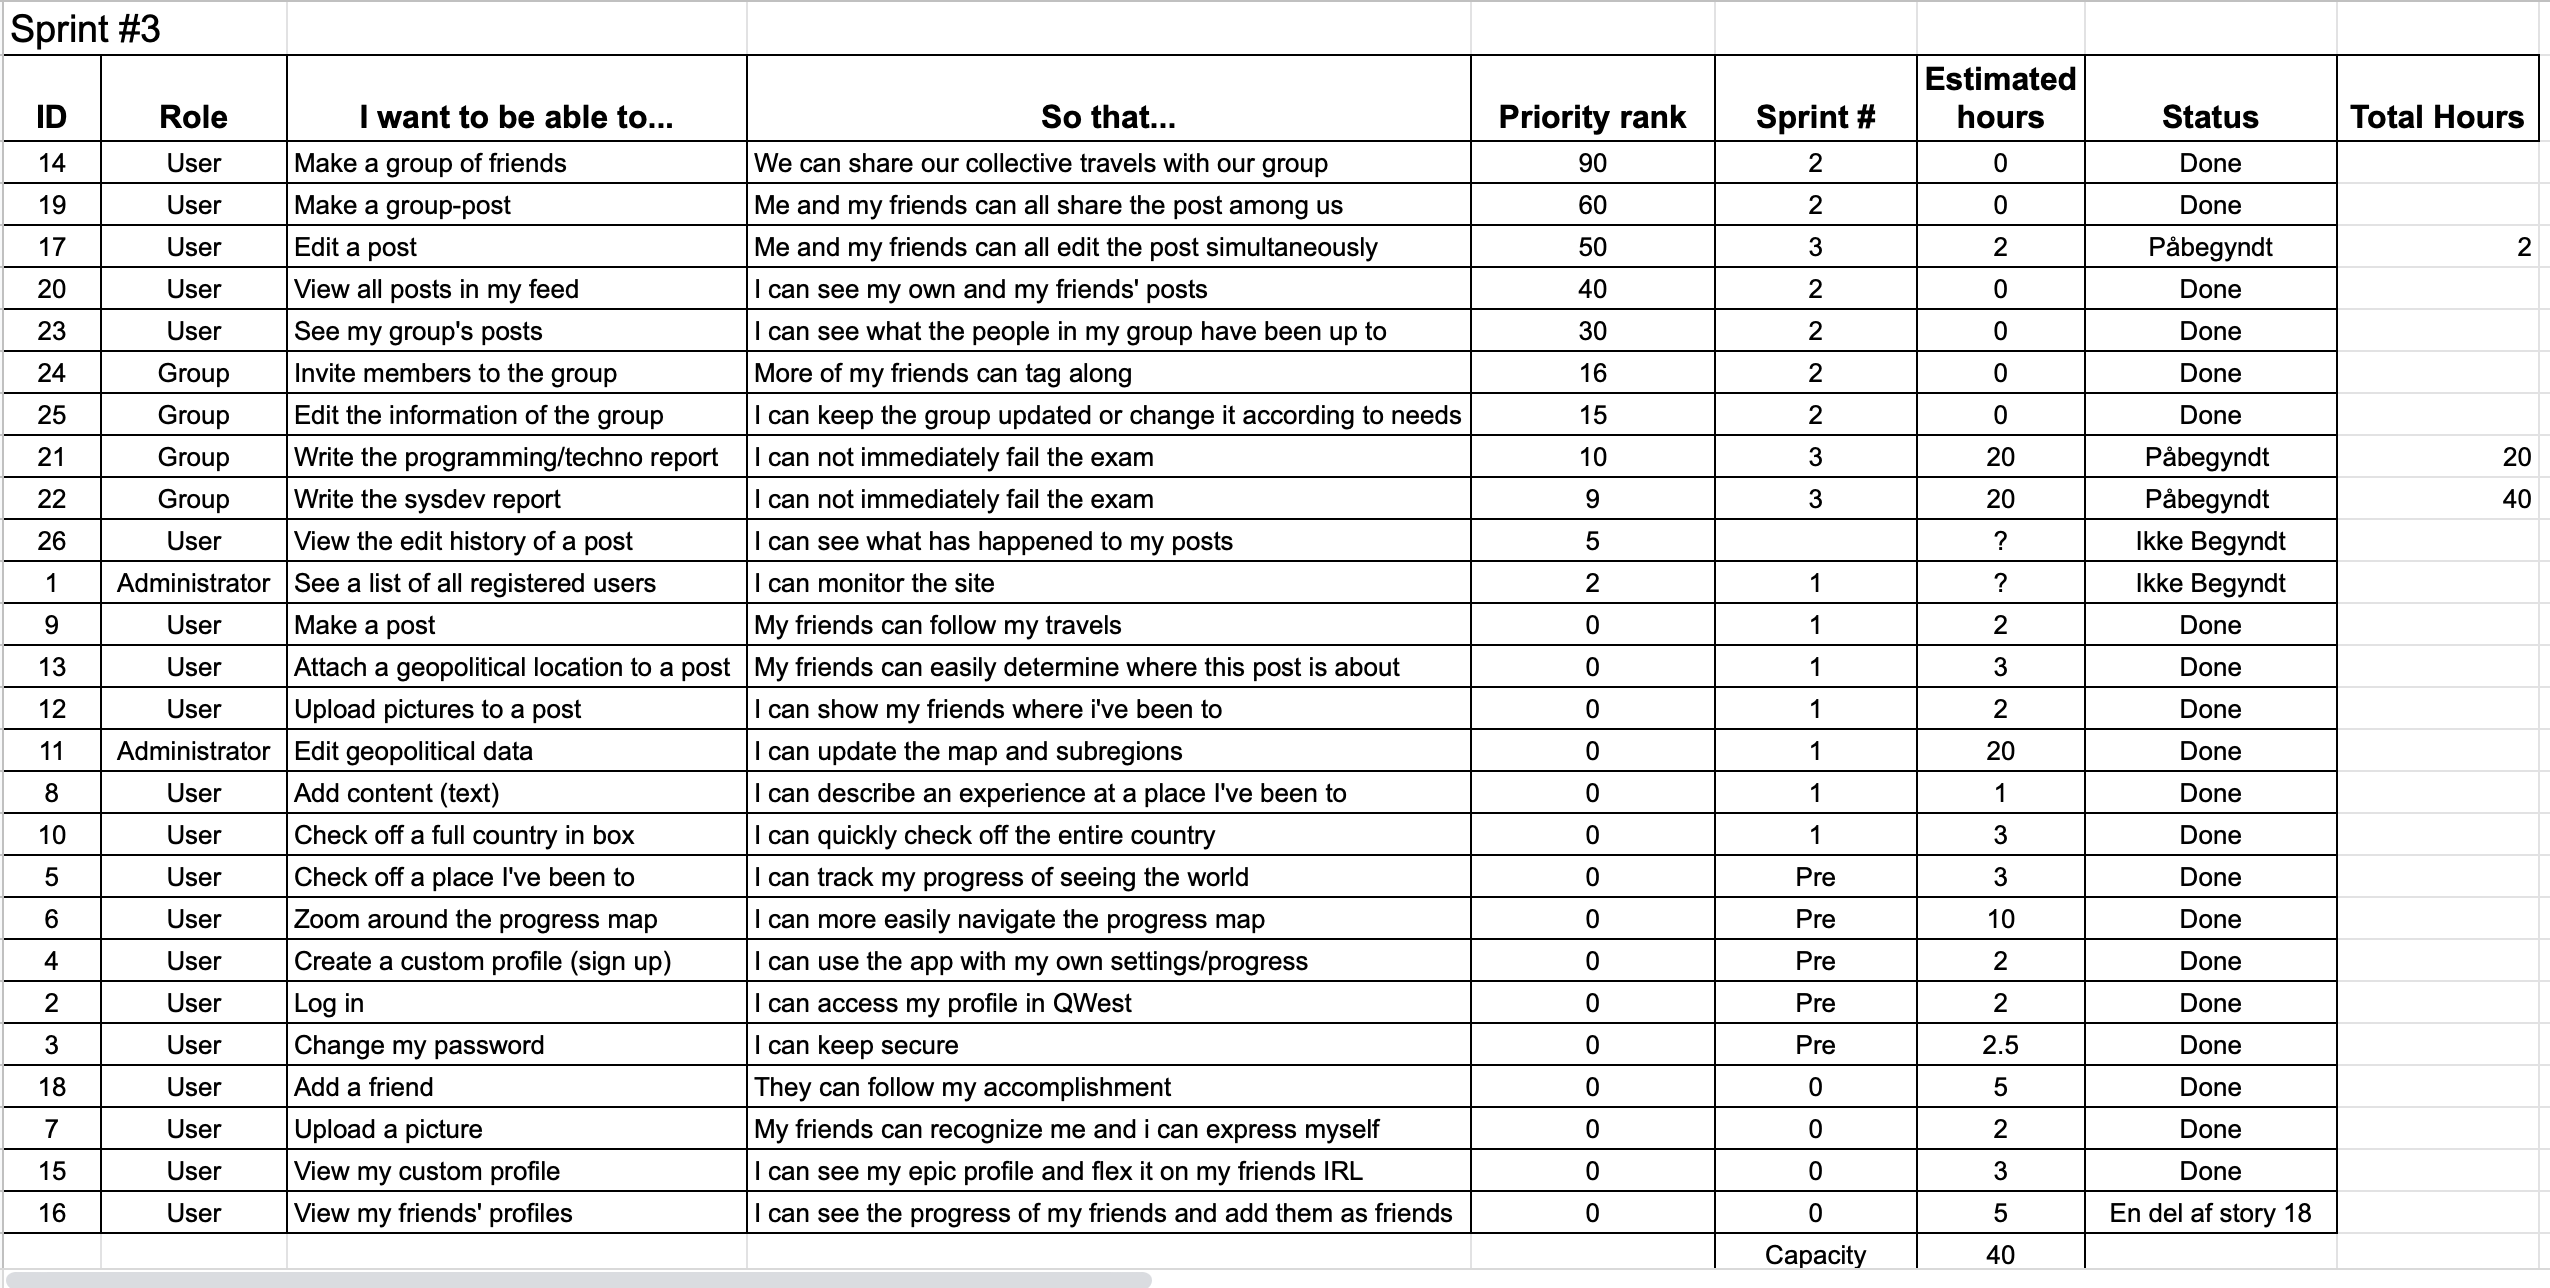 Sprint #3
ID Role I want to be able to... So that... Priority rank Sprint # Estimated hours Status Total Hours
14 User Make a group of friends We can share our collective travels with our group 90 2 0 Done
19 User Make a group-post Me and my friends can all share the post among us 60 2 0 Done
17 User Edit a post Me and my friends can all edit the post simultaneously 50 3 2 Påbegyndt 2
20 User View all posts in my feed I can see my own and my friends' posts 40 2 0 Done
23 User See my group's posts I can see what the people in my group have been up to 30 2 0 Done
24 Group Invite members to the group More of my friends can tag along 16 2 0 Done
25 Group Edit the information of the group I can keep the group updated or change it according to needs 15 2 0 Done
21 Group Write the programming/techno report I can not immediately fail the exam 10 3 20 Påbegyndt 20
22 Group Write the sysdev report I can not immediately fail the exam 9 3 20 Påbegyndt 40
26 User View the edit history of a post I can see what has happened to my posts 5 ? Ikke Begyndt
1 Administrator See a list of all registered users I can monitor the site 2 1 ? Ikke Begyndt
9 User Make a post My friends can follow my travels 0 1 2 Done
13 User Attach a geopolitical location to a post My friends can easily determine where this post is about 0 1 3 Done
12 User Upload pictures to a post I can show my friends where i've been to 0 1 2 Done
11 Administrator Edit geopolitical data I can update the map and subregions 0 1 20 Done
8 User Add content (text) I can describe an experience at a place I've been to 0 1 1 Done
10 User Check off a full country in box I can quickly check off the entire country 0 1 3 Done
5 User Check off a place I've been to I can track my progress of seeing the world 0 Pre 3 Done
6 User Zoom around the progress map I can more easily navigate the progress map 0 Pre 10 Done
4 User Create a custom profile (sign up) I can use the app with my own settings/progress 0 Pre 2 Done
2 User Log in I can access my profile in QWest 0 Pre 2 Done
3 User Change my password I can keep secure 0 Pre 2.5 Done
18 User Add a friend They can follow my accomplishment 0 0 5 Done
7 User Upload a picture My friends can recognize me and i can express myself 0 0 2 Done
15 User View my custom profile I can see my epic profile and flex it on my friends IRL 0 0 3 Done
16 User View my friends' profiles I can see the progress of my friends and add them as friends 0 0 5 En del af story 18
Capacity 40